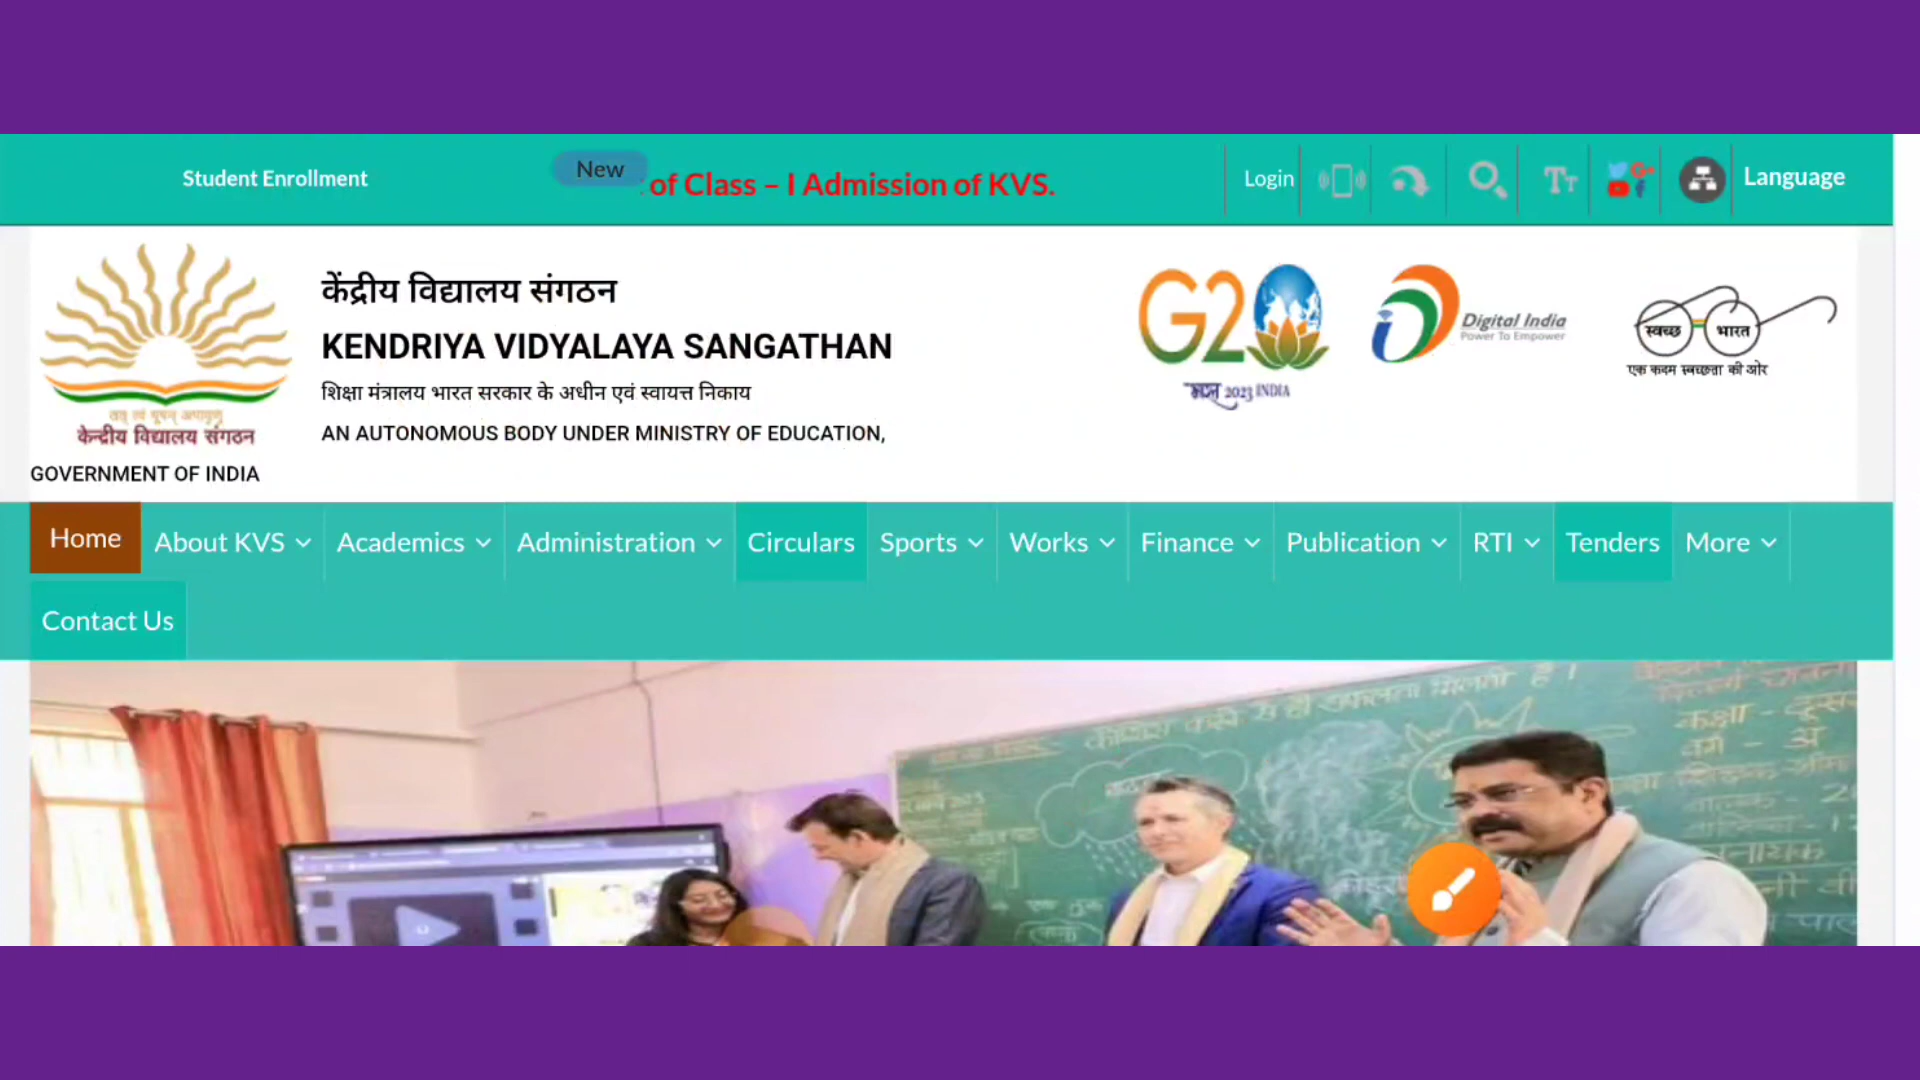 Student Enrollment
New
of Class – I Admission of KVS.
Login
Tт
Language
केंद्रीय विद्यालय संगठन
KENDRIYA VIDYALAYA SANGATHAN
शिक्षा मंत्रालय भारत सरकार के अधीन एवं स्वायत्त निकाय
AN AUTONOMOUS BODY UNDER MINISTRY OF EDUCATION,
केन्द्रीय विद्यालय संगठन
GOVERNMENT OF INDIA
G20
भारत 2023 INDIA
Digital India
Power To Empower
स्वच्छ भारत
एक कदम स्वच्छता की ओर
Home
About KVS
Academics
Administration
Circulars
Sports
Works
Finance
Publication
RTI
Tenders
More
Contact Us
कक्षा -